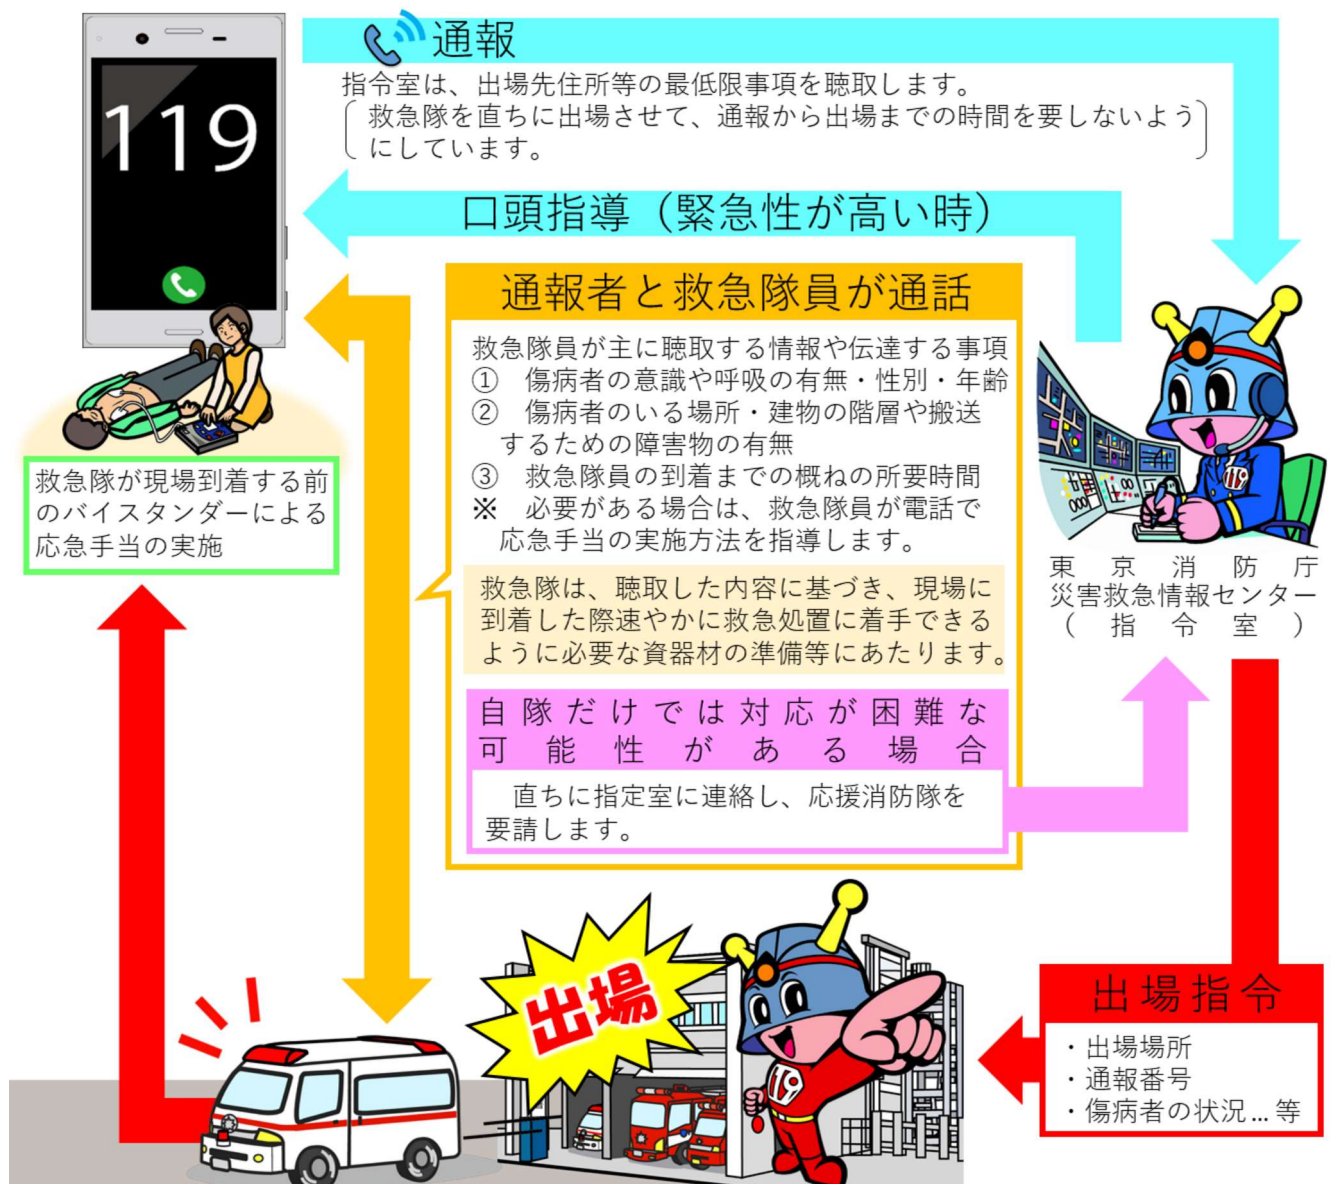 119
通報
指令室は、出場先住所等の最低限事項を聴取します。
救急隊を直ちに出場させて、通報から出場までの時間を要しないよう
にしています。
口頭指導（緊急性が高い時）
通報者と救急隊員が通話
救急隊員が主に聴取する情報や伝達する事項
①　傷病者の意識や呼吸の有無・性別・年齢
②　傷病者のいる場所・建物の階層や搬送
するための障害物の有無
③　救急隊員の到着までの概ねの所要時間
※　必要がある場合は、救急隊員が電話で
応急手当の実施方法を指導します。
救急隊は、聴取した内容に基づき、現場に
到着した際速やかに救急処置に着手できる
ように必要な資器材の準備等にあたります。
自隊だけでは対応が困難な
可能性がある場合
直ちに指定室に連絡し、応援消防隊を
要請します。
救急隊が現場到着する前
のバイスタンダーによる
応急手当の実施
119
東京消防庁
災害救急情報センター
（指令室）
出場指令
・出場場所
・通報番号
・傷病者の状況…等
出場
119